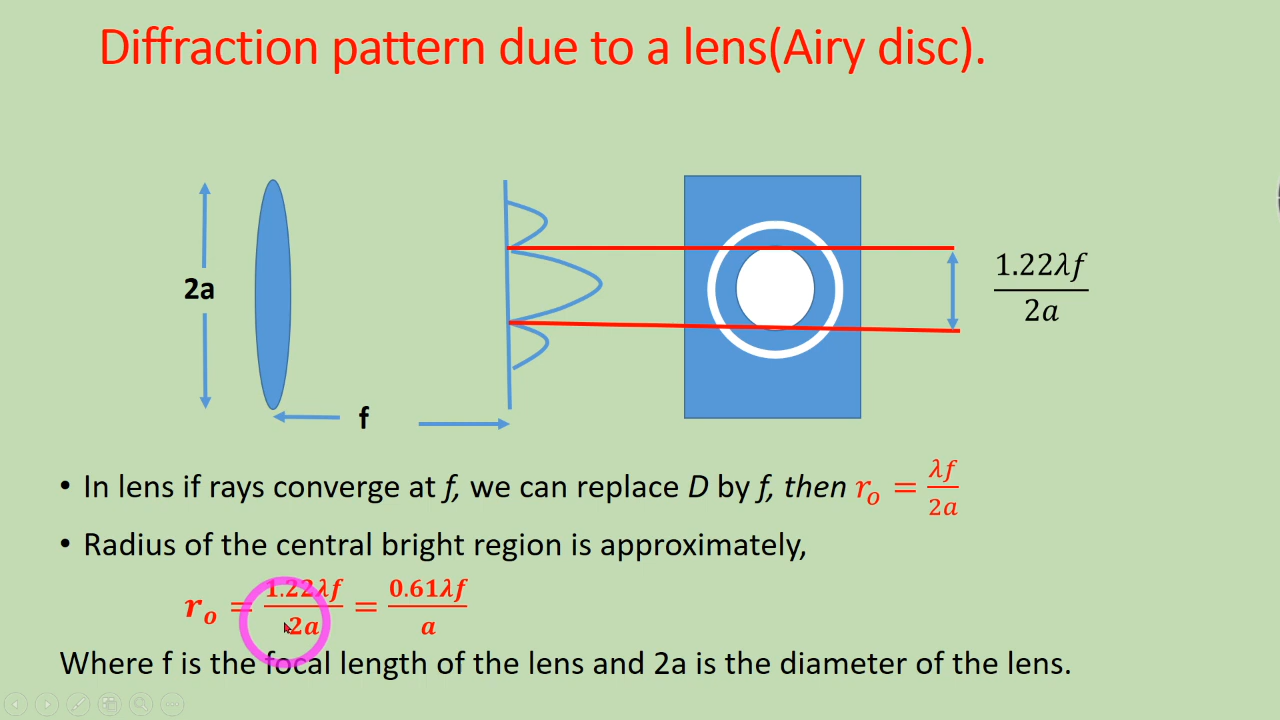 Diffraction pattern due to a lens(Airy disc).
2a
f
1.22λf
2a
• In lens if rays converge at f, we can replace D by f, then rₒ = λf/2a
• Radius of the central bright region is approximately,
rₒ = 1.22λf/2a = 0.61λf/a
Where f is the focal length of the lens and 2a is the diameter of the lens.